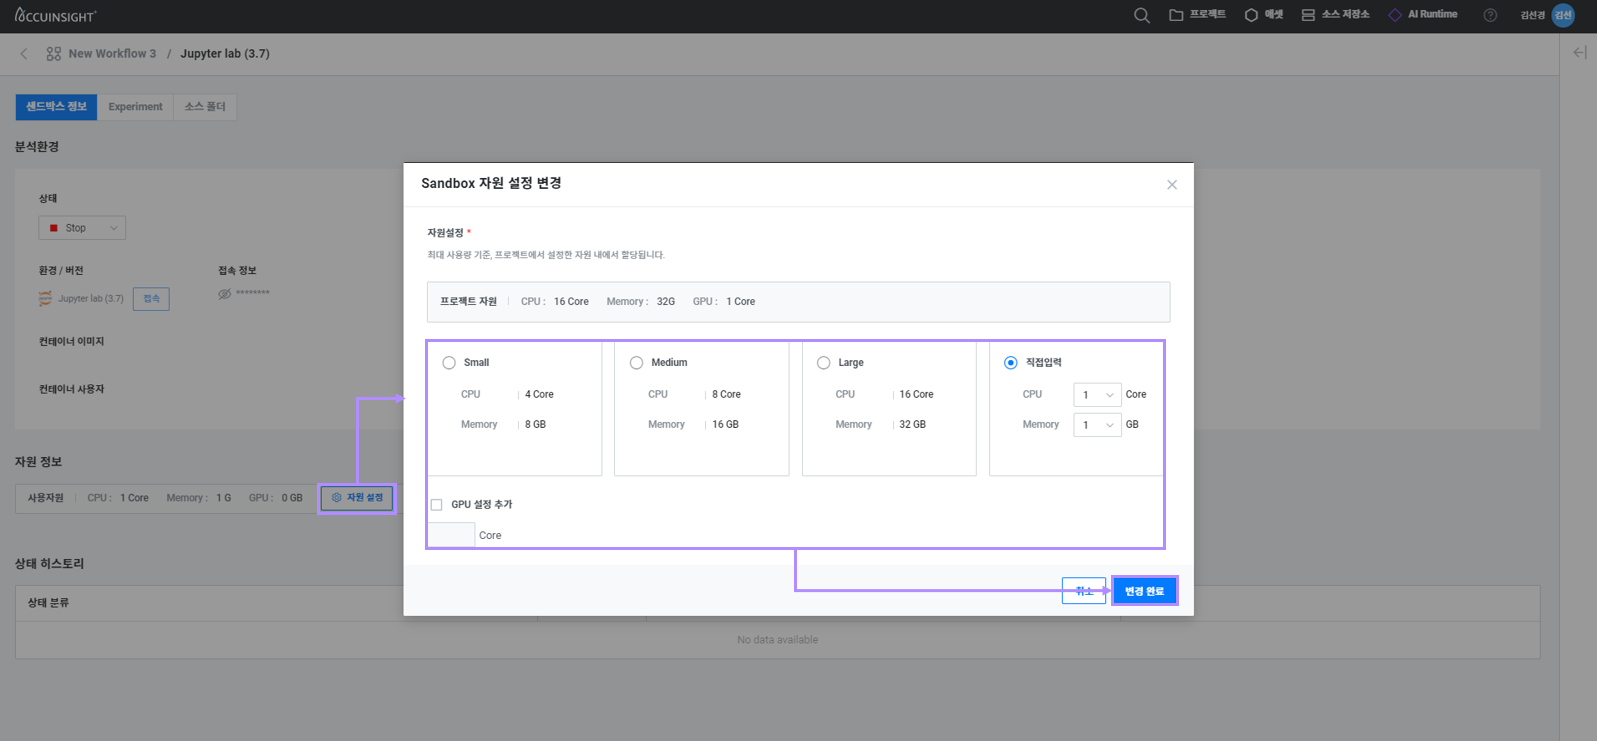 ACCUINSIGHT+
프로젝트
애셋
소스 저장소
AI Runtime
?
김선경
김선
New Workflow 3 / Jupyter lab (3.7)
샌드박스 정보
Experiment
소스 폴더
분석환경
상태
Stop
환경 / 버전
접속 정보
Jupyter lab (3.7)
접속
********
컨테이너 이미지
컨테이너 사용자
자원 정보
사용자원 CPU : 1 Core Memory : 1 G GPU : 0 GB
자원 설정
상태 히스토리
상태 분류
No data available
Sandbox 자원 설정 변경
자원설정 *
최대 사용량 기준, 프로젝트에서 설정한 자원 내에서 할당됩니다.
프로젝트 자원 CPU : 16 Core Memory : 32G GPU : 1 Core
Small
CPU 4 Core
Memory 8 GB
Medium
CPU 8 Core
Memory 16 GB
Large
CPU 16 Core
Memory 32 GB
직접입력
CPU 1 Core
Memory 1 GB
GPU 설정 추가
Core
취소
변경 완료